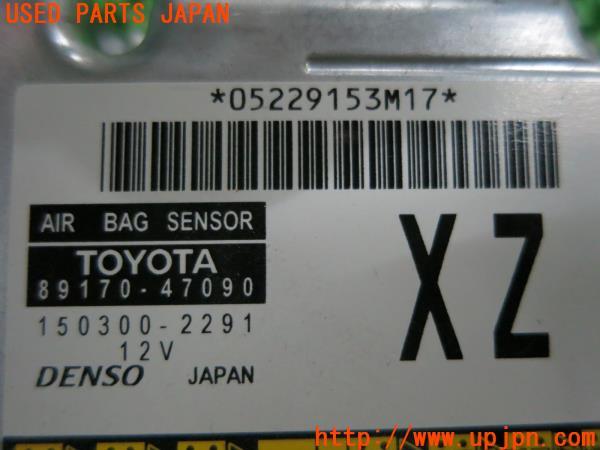 USED PARTS JAPAN
*05229153M17*
AIR BAG SENSOR
TOYOTA
89170-47090
150300-2291
12V
DENSO JAPAN
XZ
http://www.upjpn.com/